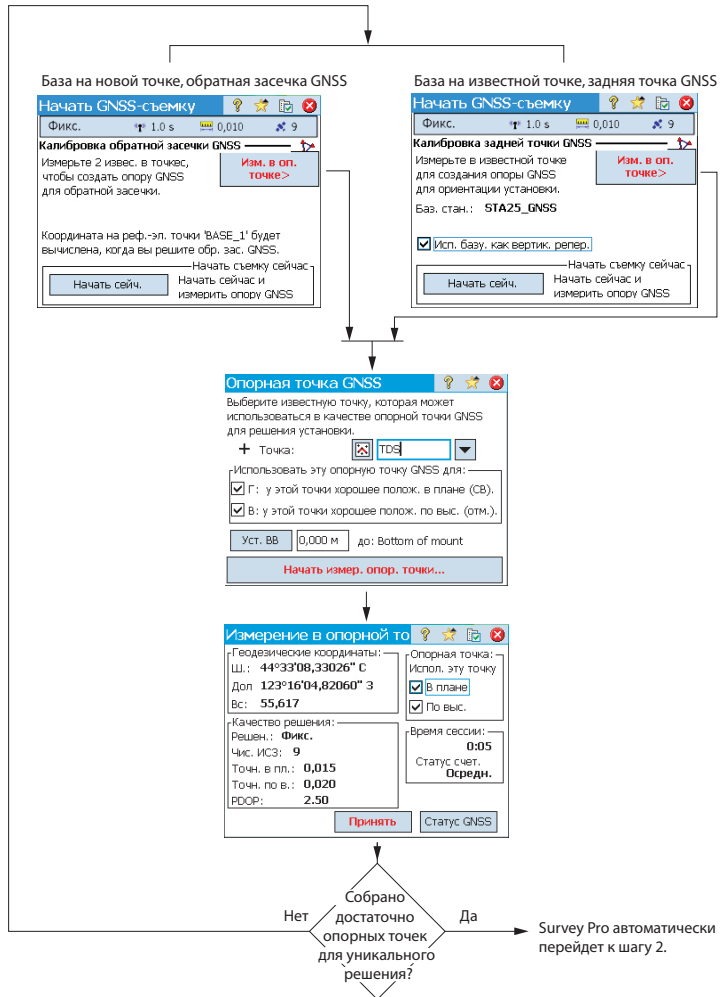 База на новой точке, обратная засечка GNSS
Начать GNSS-съемку
Фикс. 1.0 s 0,010 9
Калибровка обратной засечки GNSS
Измерьте 2 извес. в точкес,
чтобы создать опору GNSS
для обратной засечки.
Изм. в оп.
точке>
Координата на реф.-эл. точки 'BASE_1' будет
вычислена, когда вы решите обр. зас. GNSS.
Начать съемку сейчас
Начать сейч.
Начать сейчас и
измерить опору GNSS
База на известной точке, задняя точка GNSS
Начать GNSS-съемку
Фикс. 1.0 s 0,010 9
Калибровка задней точки GNSS
Измерьте в известной точке
для создания опоры GNSS
для ориентации установки.
Изм. в оп.
точке>
Баз. стан.: STA25_GNSS
Исп. базу. как вертик. репер.
Начать съемку сейчас
Начать сейч.
Начать сейчас и
измерить опору GNSS
Опорная точка GNSS
Выберите известную точку, которая может
использоваться в качестве опорной точки GNSS
для решения установки.
+ Точка: TDS
Использовать эту опорную точку GNSS для:
Г: у этой точки хорошее полож. в плане (СВ).
В: у этой точки хорошее полож. по выс. (отм.).
Уст. ВВ 0,000 м до: Bottom of mount
Начать измер. опор. точки...
Измерение в опорной то
Геодезические координаты:
Ш.: 44°33'08,33026" С
Дол 123°16'04,82060" З
Вс: 55,617
Качество решения:
Решен.: Фикс.
Чис. ИСЗ: 9
Точн. в пл.: 0,015
Точн. по в.: 0,020
PDOP: 2.50
Опорная точка:
Испол. эту точку
В плане
По выс.
Время сессии:
0:05
Статус счет.
Осредн.
Принять
Статус GNSS
Собрано
достаточно
опорных точек
для уникального
решения?
Нет
Да
Survey Pro автоматически
перейдет к шагу 2.